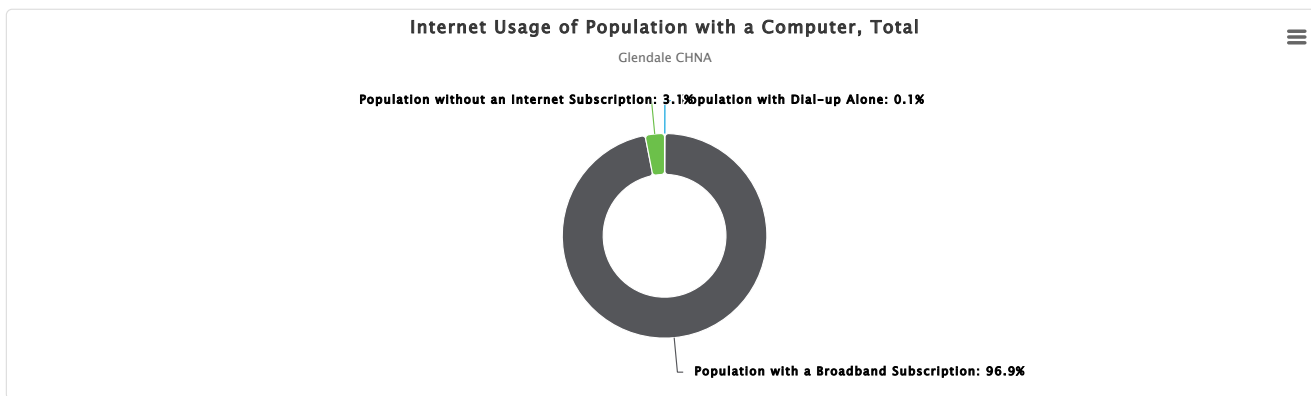 Internet Usage of Population with a Computer, Total
Glendale CHNA
Population without an Internet Subscription: 3.1%
Population with Dial-up Alone: 0.1%
Population with a Broadband Subscription: 96.9%